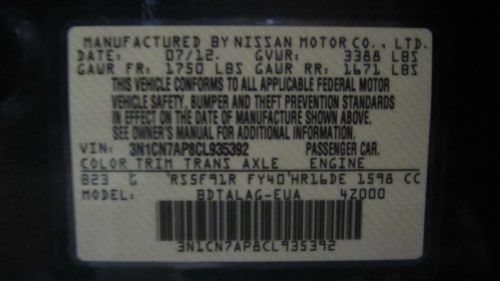 MANUFACTURED BY NISSAN MOTOR CO., LTD.
DATE: 07/12. GVWR: 3388 LBS
GAWR FR: 1750 LBS GAWR RR: 1671 LBS
THIS VEHICLE CONFORMS TO ALL APPLICABLE FEDERAL MOTOR
VEHICLE SAFETY, BUMPER AND THEFT PREVENTION STANDARDS
IN EFFECT ON THE DATE OF MANUFACTURE SHOWN ABOVE.
SEE OWNER'S MANUAL FOR ADDITIONAL INFORMATION.
VIN: 3N1CN7AP8CL935392 PASSENGER CAR.
COLOR TRIM TRANS AXLE ENGINE
B23 G RS5F91R FY40 HR16DE 1598 CC
MODEL: BDTALAG-EUA 4Z000
3N1CN7AP8CL935392